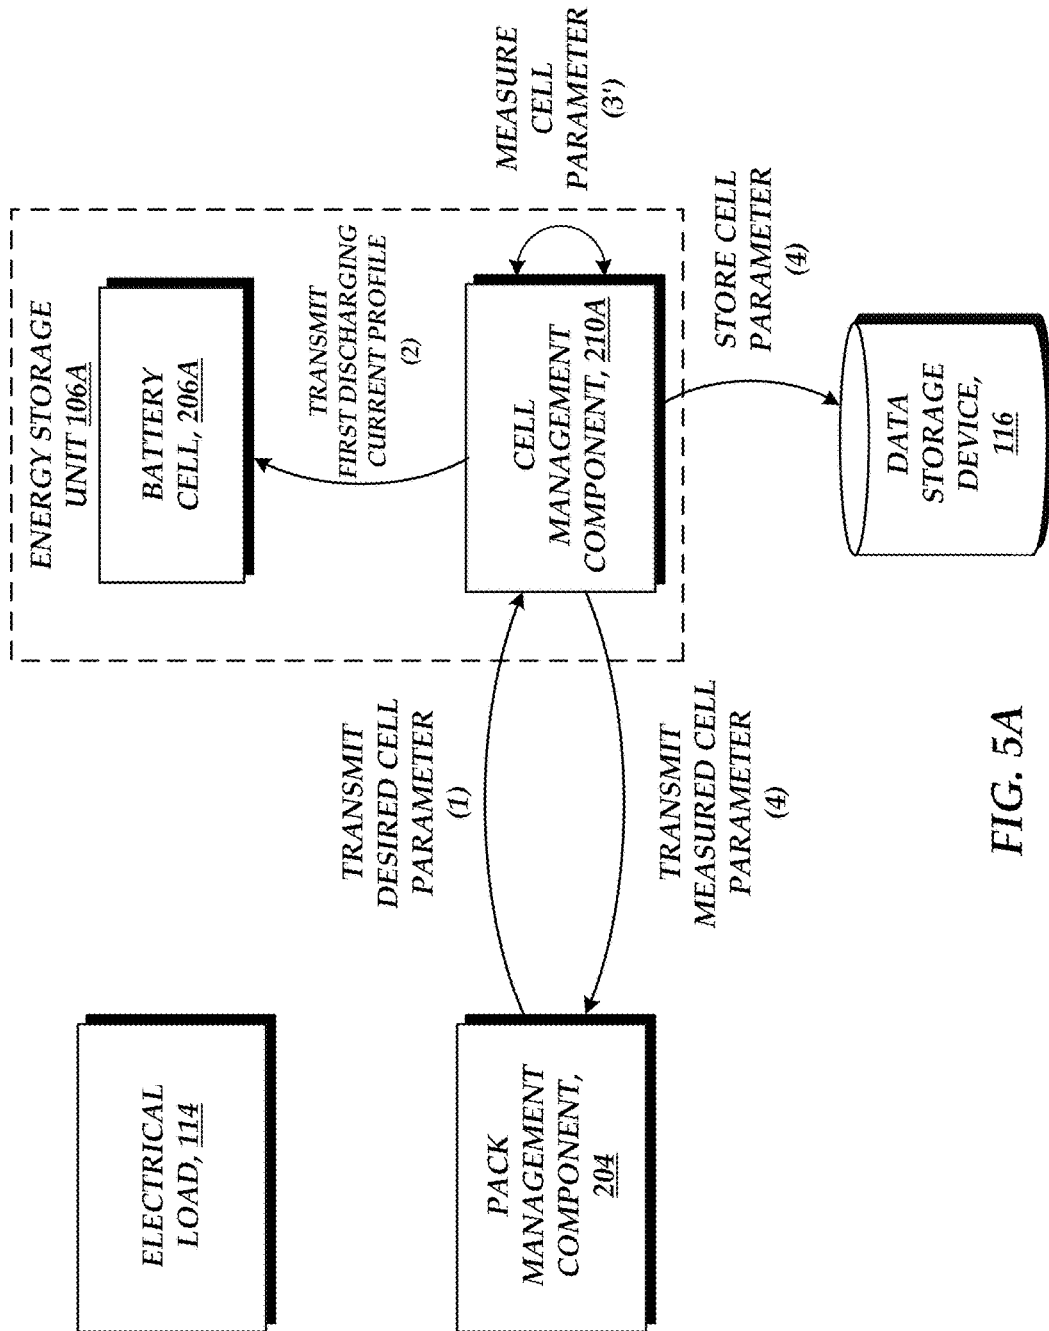 ELECTRICAL
LOAD, 114
PACK
MANAGEMENT
COMPONENT,
204
TRANSMIT
DESIRED CELL
PARAMETER
(1)
TRANSMIT
MEASURED CELL
PARAMETER
(4)
ENERGY STORAGE
UNIT 106A
BATTERY
CELL, 206A
TRANSMIT
FIRST DISCHARGING
CURRENT PROFILE
(2)
CELL
MANAGEMENT
COMPONENT, 210A
MEASURE
CELL
PARAMETER
(3')
STORE CELL
PARAMETER
(4)
DATA
STORAGE
DEVICE,
116
FIG. 5A